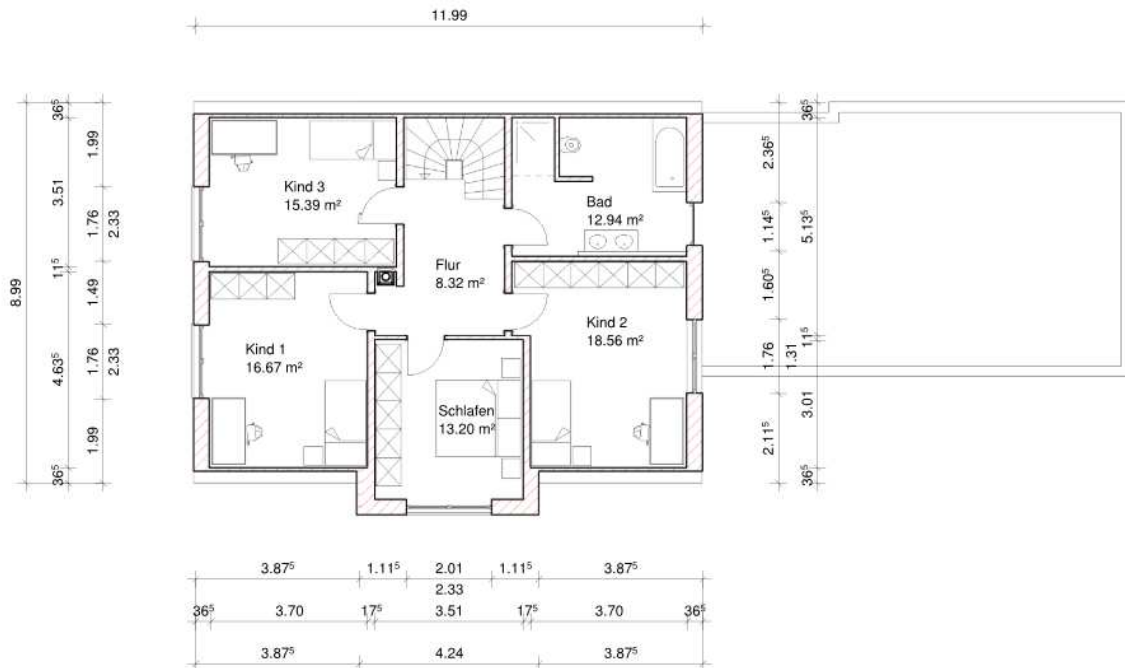 11.99
8.99
36⁵
3.51
1.15
4.63⁵
36⁵
1.99
1.76
2.33
1.49
1.76
2.33
1.99
Kind 3
15.39 m²
Bad
12.94 m²
Flur
8.32 m²
Kind 1
16.67 m²
Kind 2
18.56 m²
Schlafen
13.20 m²
2.36⁵
1.14⁵
1.60⁵
1.76
1.31
2.11⁵
36⁵
5.13⁵
11⁵
3.01
36⁵
3.87⁵ 1.11⁵ 2.01 1.11⁵ 3.87⁵
2.33
36⁵ 3.70 17⁵ 3.51 17⁵ 3.70 36⁵
3.87⁵ 4.24 3.87⁵